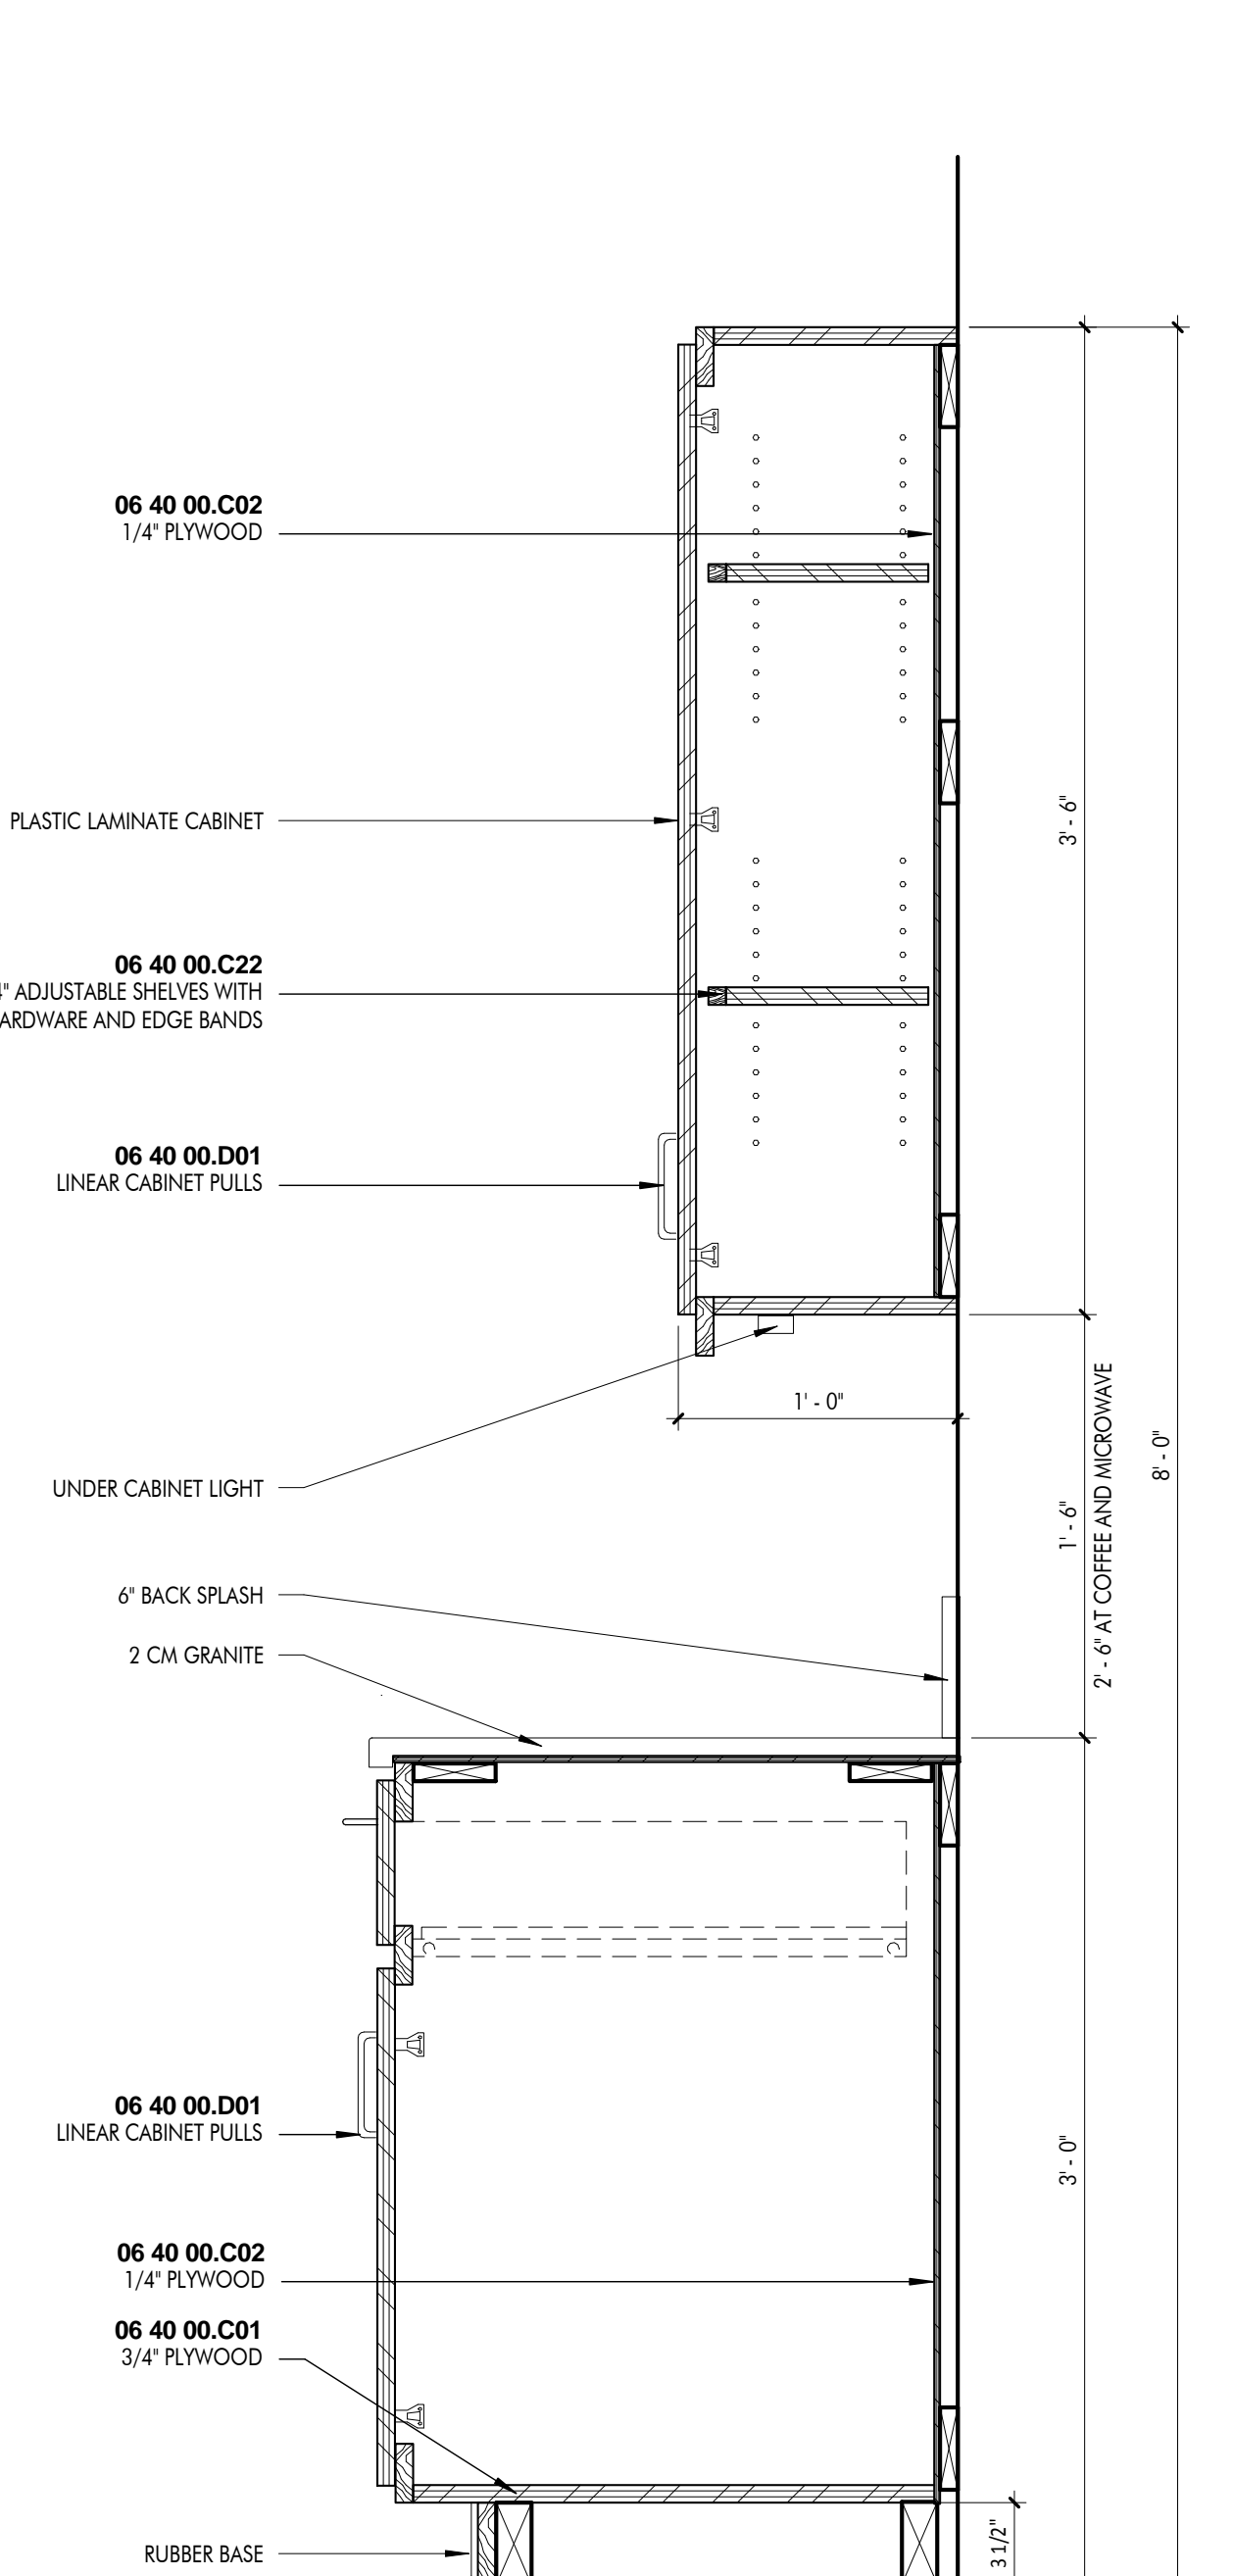 06 40 00.C02
1/4" PLYWOOD
PLASTIC LAMINATE CABINET
3' - 6"
06 40 00.C22
4" ADJUSTABLE SHELVES WITH
ARDWARE AND EDGE BANDS
06 40 00.D01
LINEAR CABINET PULLS
1' - 0"
UNDER CABINET LIGHT
1' - 6"
2' - 6" AT COFFEE AND MICROWAVE
8' - 0"
6" BACK SPLASH
2 CM GRANITE
06 40 00.D01
LINEAR CABINET PULLS
3' - 0"
06 40 00.C02
1/4" PLYWOOD
06 40 00.C01
3/4" PLYWOOD
RUBBER BASE
3 1/2"